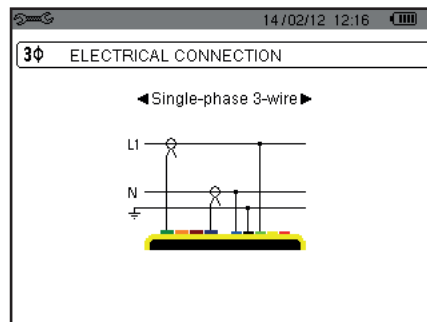 14/02/12 12:16
3Φ ELECTRICAL CONNECTION
◄Single-phase 3-wire►
L1
N